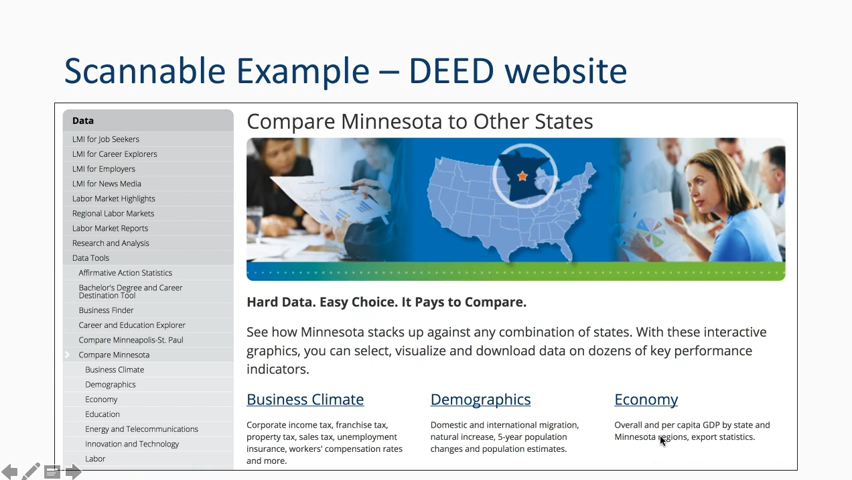 Scannable Example – DEED website
Data
LMI for Job Seekers
LMI for Career Explorers
LMI for Employers
LMI for News Media
Labor Market Highlights
Regional Labor Markets
Labor Market Reports
Research and Analysis
Data Tools
Affirmative Action Statistics
Bachelor's Degree and Career
Destination Tool
Business Finder
Career and Education Explorer
Compare Minneapolis-St. Paul
Compare Minnesota
Business Climate
Demographics
Economy
Education
Energy and Telecommunications
Innovation and Technology
Labor
Compare Minnesota to Other States
Hard Data. Easy Choice. It Pays to Compare.
See how Minnesota stacks up against any combination of states. With these interactive
graphics, you can select, visualize and download data on dozens of key performance
indicators.
Business Climate
Corporate income tax, franchise tax,
property tax, sales tax, unemployment
insurance, workers' compensation rates
and more.
Demographics
Domestic and international migration,
natural increase, 5-year population
changes and population estimates.
Economy
Overall and per capita GDP by state and
Minnesota regions, export statistics.